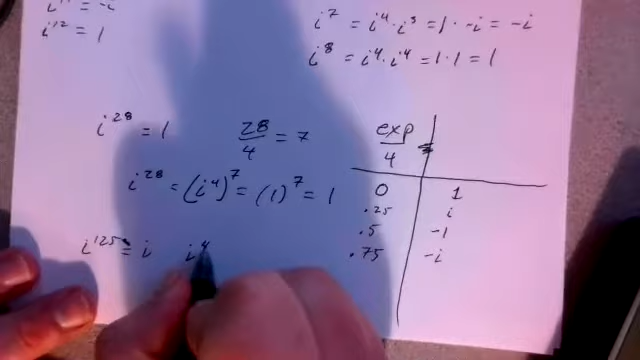 i¹¹ = -i
i¹² = 1
i⁷ = i⁴ · i³ = 1 · -i = -i
i⁸ = i⁴ · i⁴ = 1 · 1 = 1
i²⁸ = 1
28/4 = 7
i²⁸ = (i⁴)⁷ = (1)⁷ = 1
exp/4 =
0 1
.25 i
.5 -1
.75 -i
i¹²⁵ = i
i⁴